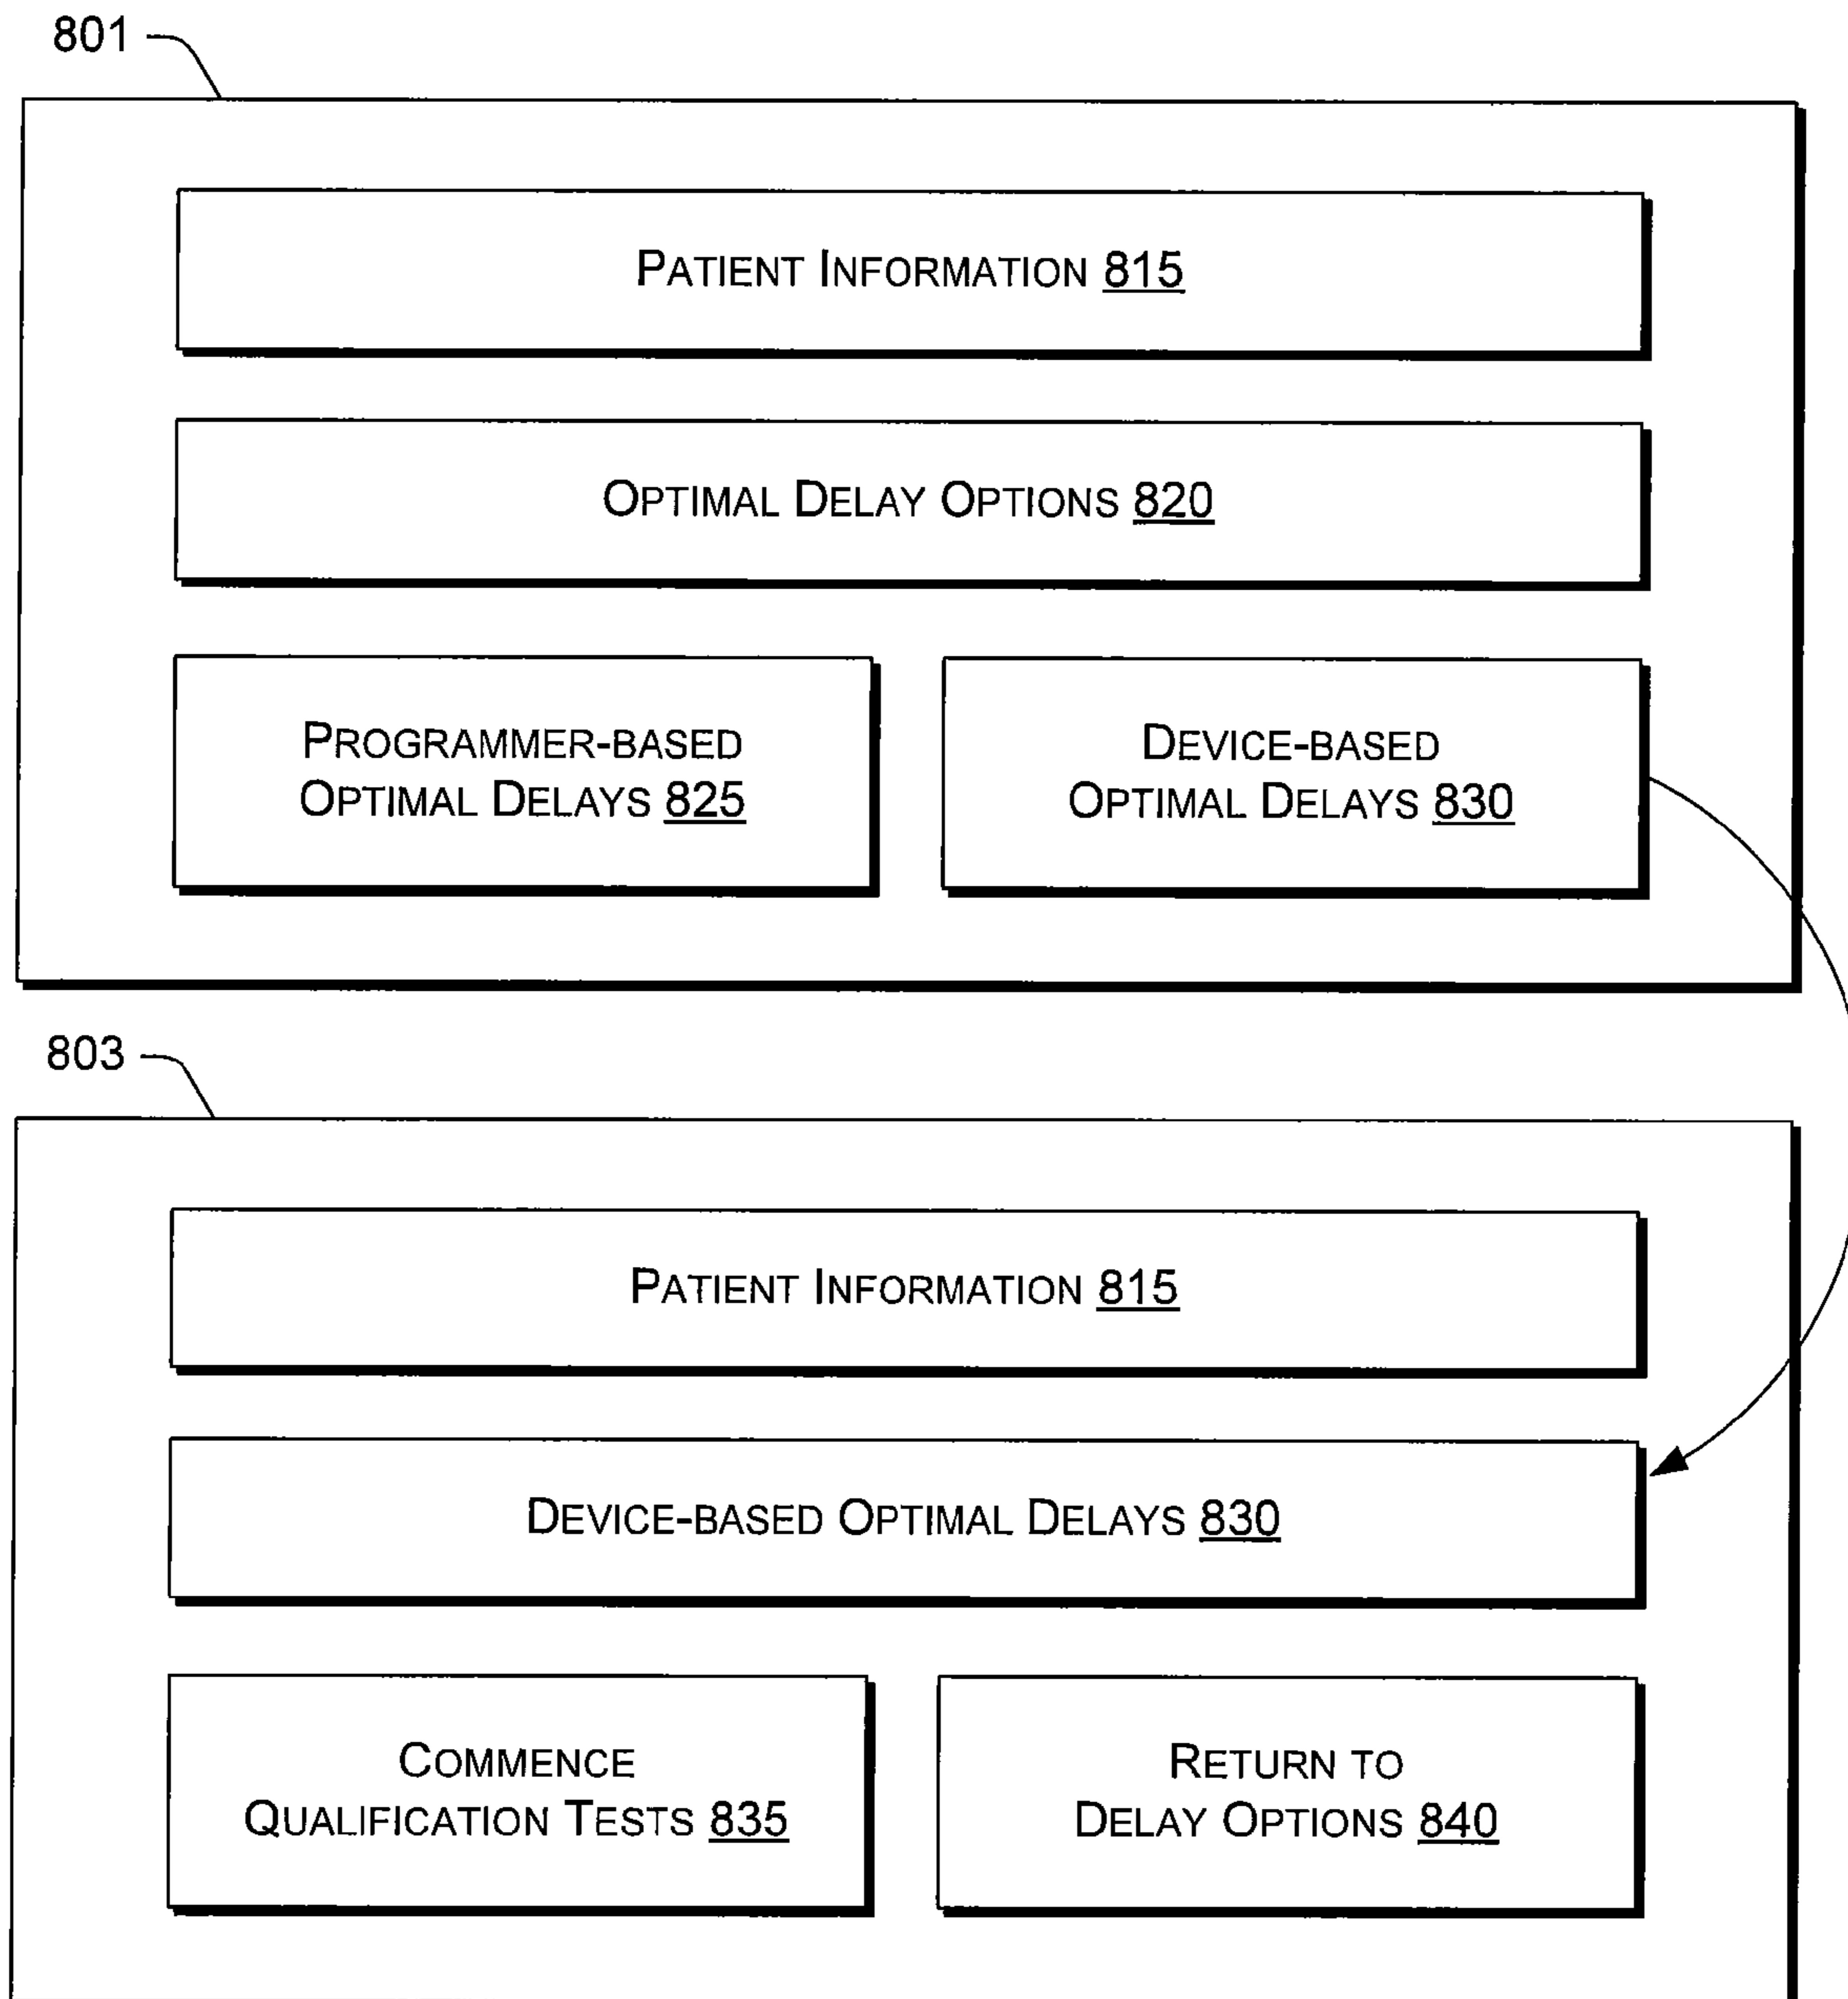 801
PATIENT INFORMATION 815
OPTIMAL DELAY OPTIONS 820
PROGRAMMER-BASED
OPTIMAL DELAYS 825
DEVICE-BASED
OPTIMAL DELAYS 830
803
PATIENT INFORMATION 815
DEVICE-BASED OPTIMAL DELAYS 830
COMMENCE
QUALIFICATION TESTS 835
RETURN TO
DELAY OPTIONS 840